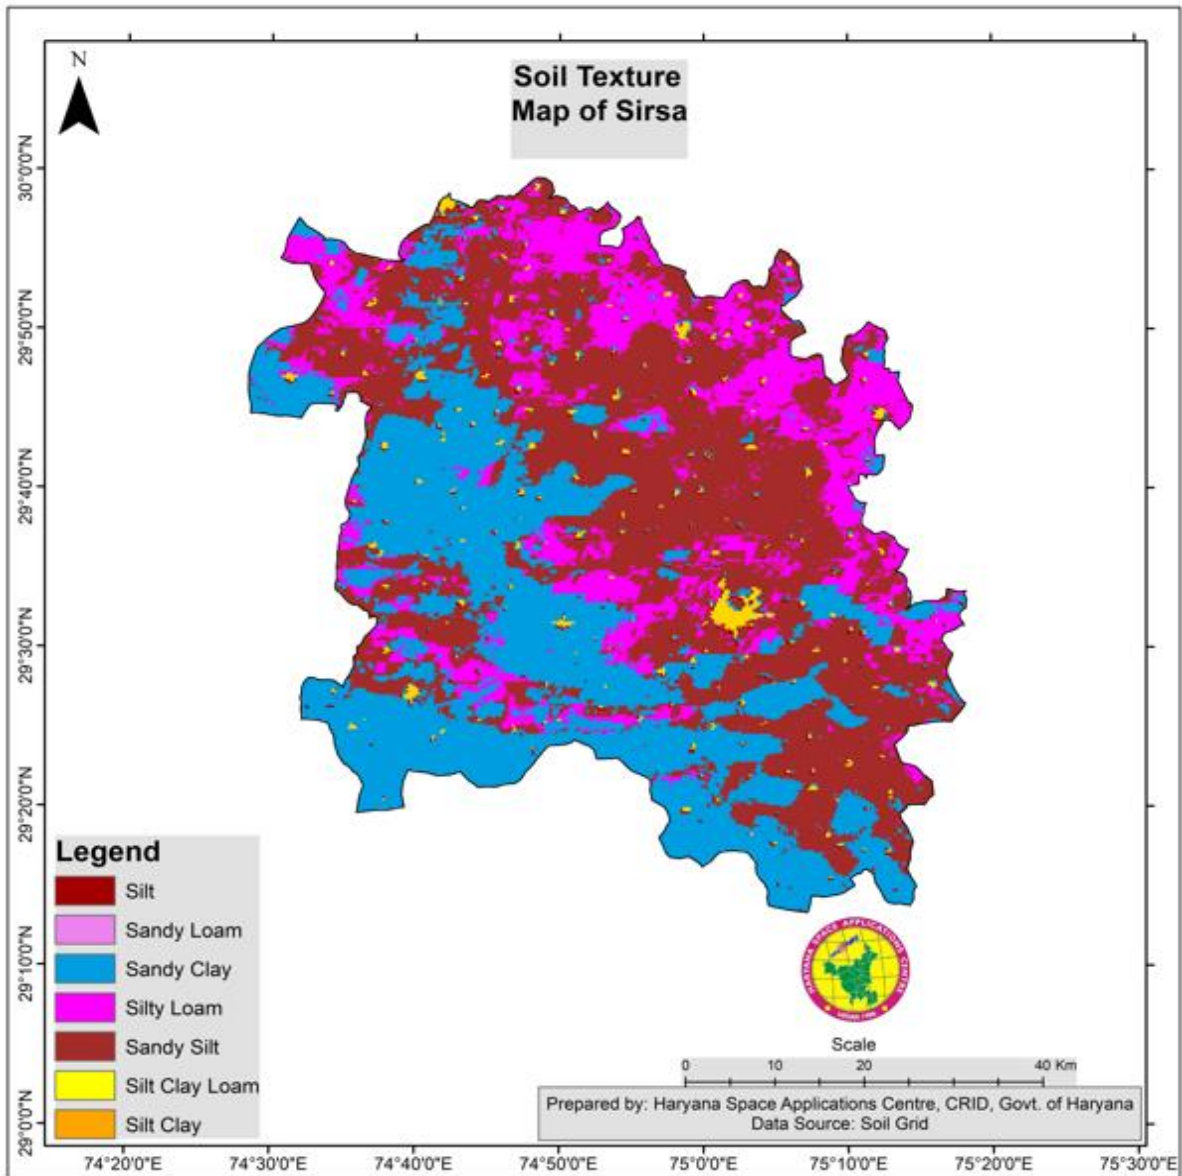 N
Soil Texture
Map of Sirsa
30°0'0"N
29°50'0"N
29°40'0"N
29°30'0"N
29°20'0"N
29°10'0"N
29°0'0"N
Legend
Silt
Sandy Loam
Sandy Clay
Silty Loam
Sandy Silt
Silt Clay Loam
Silt Clay
HARYANA SPACE APPLICATIONS CENTRE
Scale
0 10 20 40 Km
Prepared by: Haryana Space Applications Centre, CRID, Govt. of Haryana
Data Source: Soil Grid
74°20'0"E 74°30'0"E 74°40'0"E 74°50'0"E 75°0'0"E 75°10'0"E 75°20'0"E 75°30'0"E